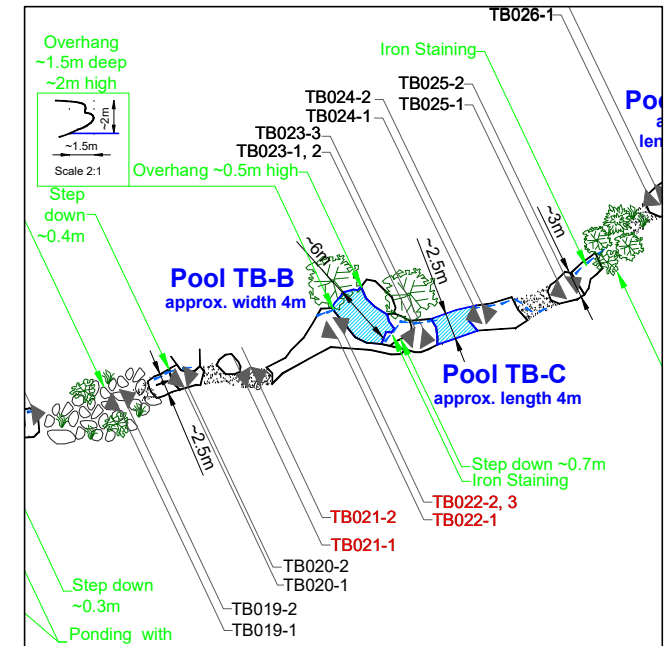 TB026-1
Overhang
~1.5m deep
~2m high
Iron Staining
TB025-2
TB025-1
TB024-2
TB024-1
TB023-3
TB023-1, 2
~2m
~1.5m
Scale 2:1
Overhang ~0.5m high
Step
down
~0.4m
~6m
~2.5m
~3m
Pool TB-B
approx. width 4m
Pool TB-C
approx. length 4m
~2.5m
Step down ~0.7m
Iron Staining
TB022-2, 3
TB022-1
TB021-2
TB021-1
TB020-2
TB020-1
Step down
~0.3m
TB019-2
TB019-1
Ponding with